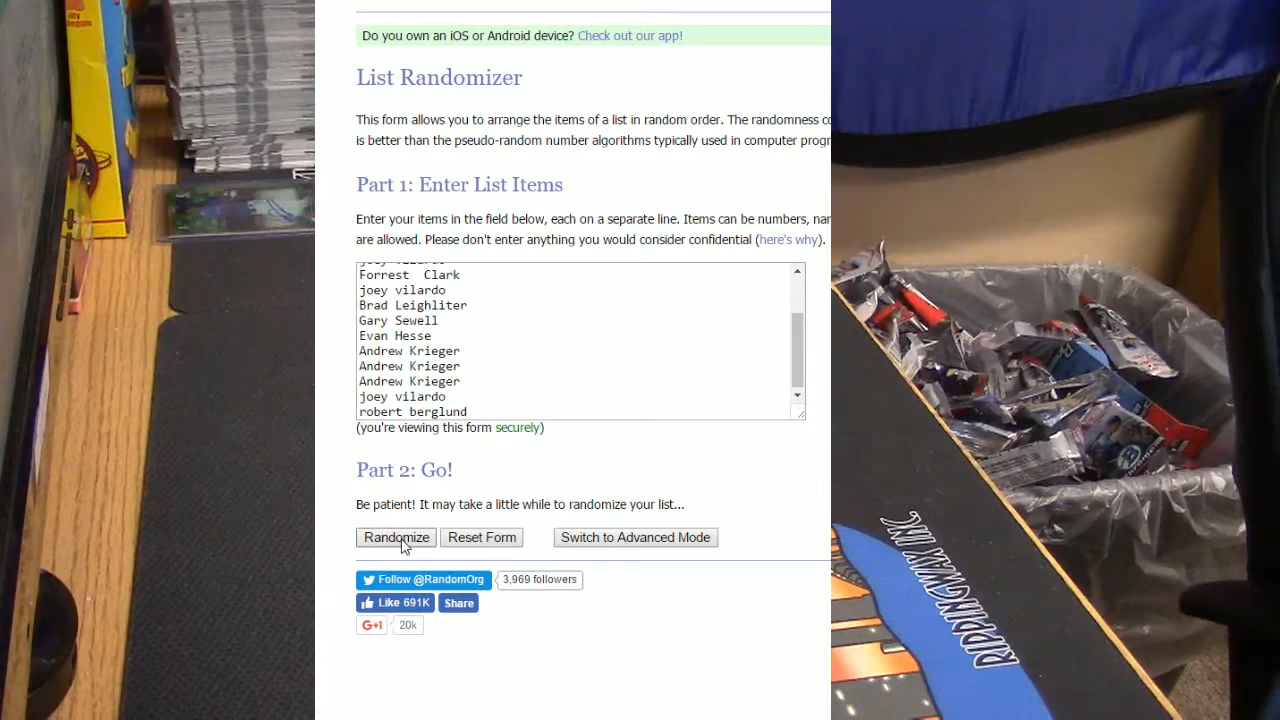 Do you own an iOS or Android device? Check out our app!
List Randomizer
This form allows you to arrange the items of a list in random order. The randomness
is better than the pseudo-random number algorithms typically used in computer
Part 1: Enter List Items
Enter your items in the field below, each on a separate line. Items can be numbers,
are allowed. Please don't enter anything you would consider confidential (here's why).
joey vilardo
Forrest  Clark
joey vilardo
Brad Leighliter
Gary Sewell
Evan Hesse
Andrew Krieger
Andrew Krieger
Andrew Krieger
joey vilardo
robert berglund
(you're viewing this form securely)
Part 2: Go!
Be patient! It may take a little while to randomize your list...
Randomize Reset Form Switch to Advanced Mode
Follow @RandomOrg 3,969 followers
Like 691K Share
G+1 20k
RIPPINGWAX INC.